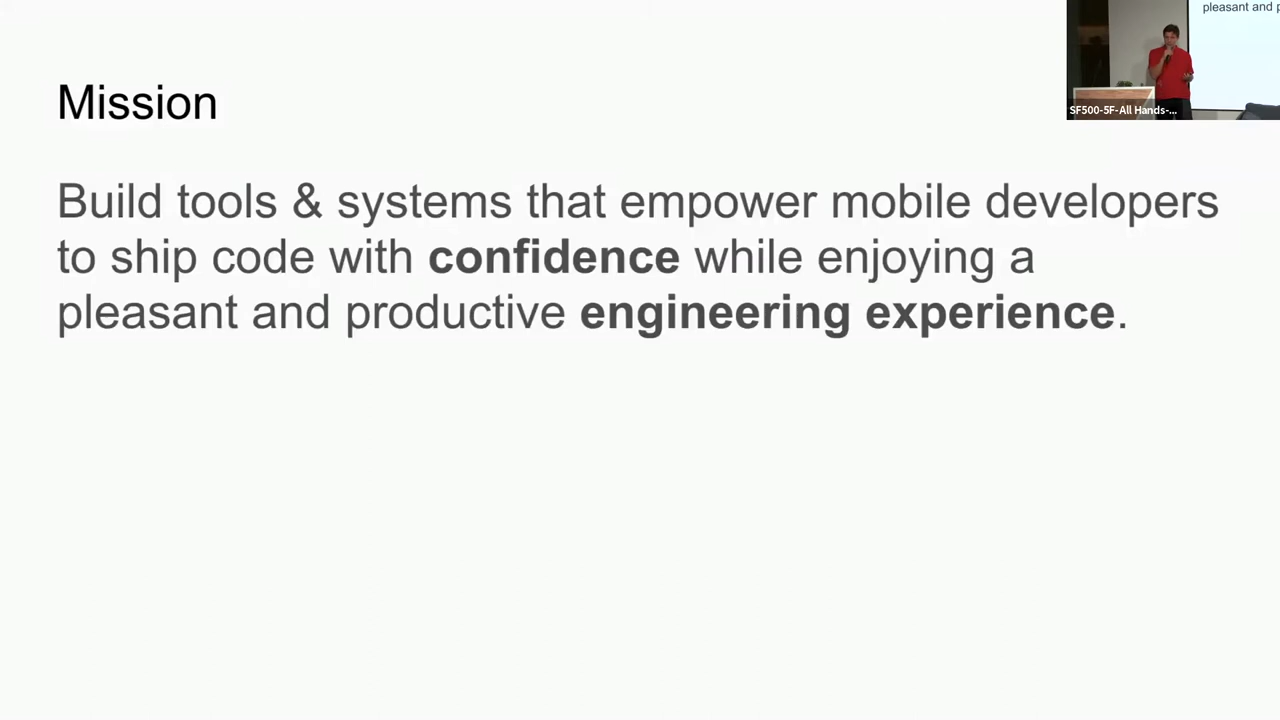 Mission
Build tools & systems that empower mobile developers
to ship code with confidence while enjoying a
pleasant and productive engineering experience.
pleasant and p
SF500-5F-All Hands-...